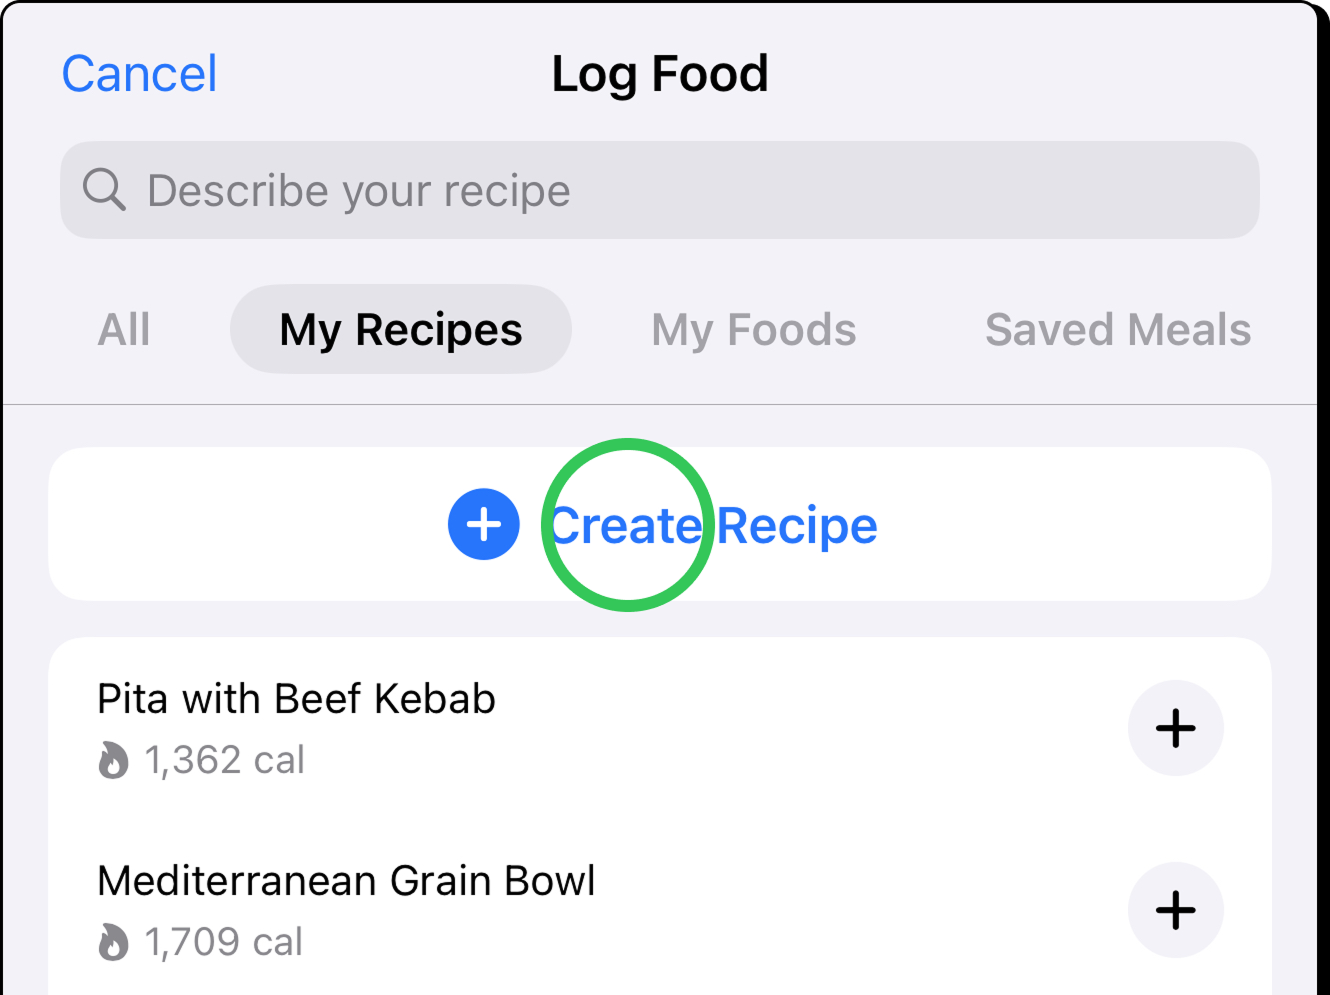 Cancel
Log Food
Describe your recipe
All
My Recipes
My Foods
Saved Meals
Create Recipe
Pita with Beef Kebab
1,362 cal
Mediterranean Grain Bowl
1,709 cal